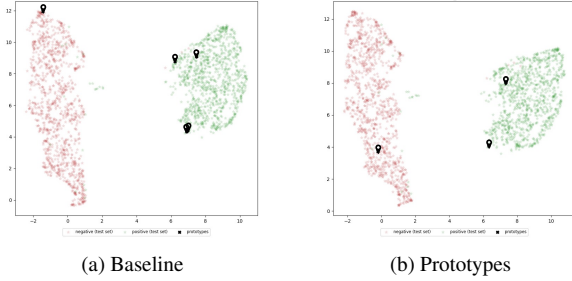 12
10
8
6
4
2
0
−2 0 2 4 6 8 10
negative (test set) positive (test set) prototypes
(a) Baseline
12
10
8
6
4
2
0
−2 0 2 4 6 8 10
negative (test set) positive (test set) prototypes
(b) Prototypes